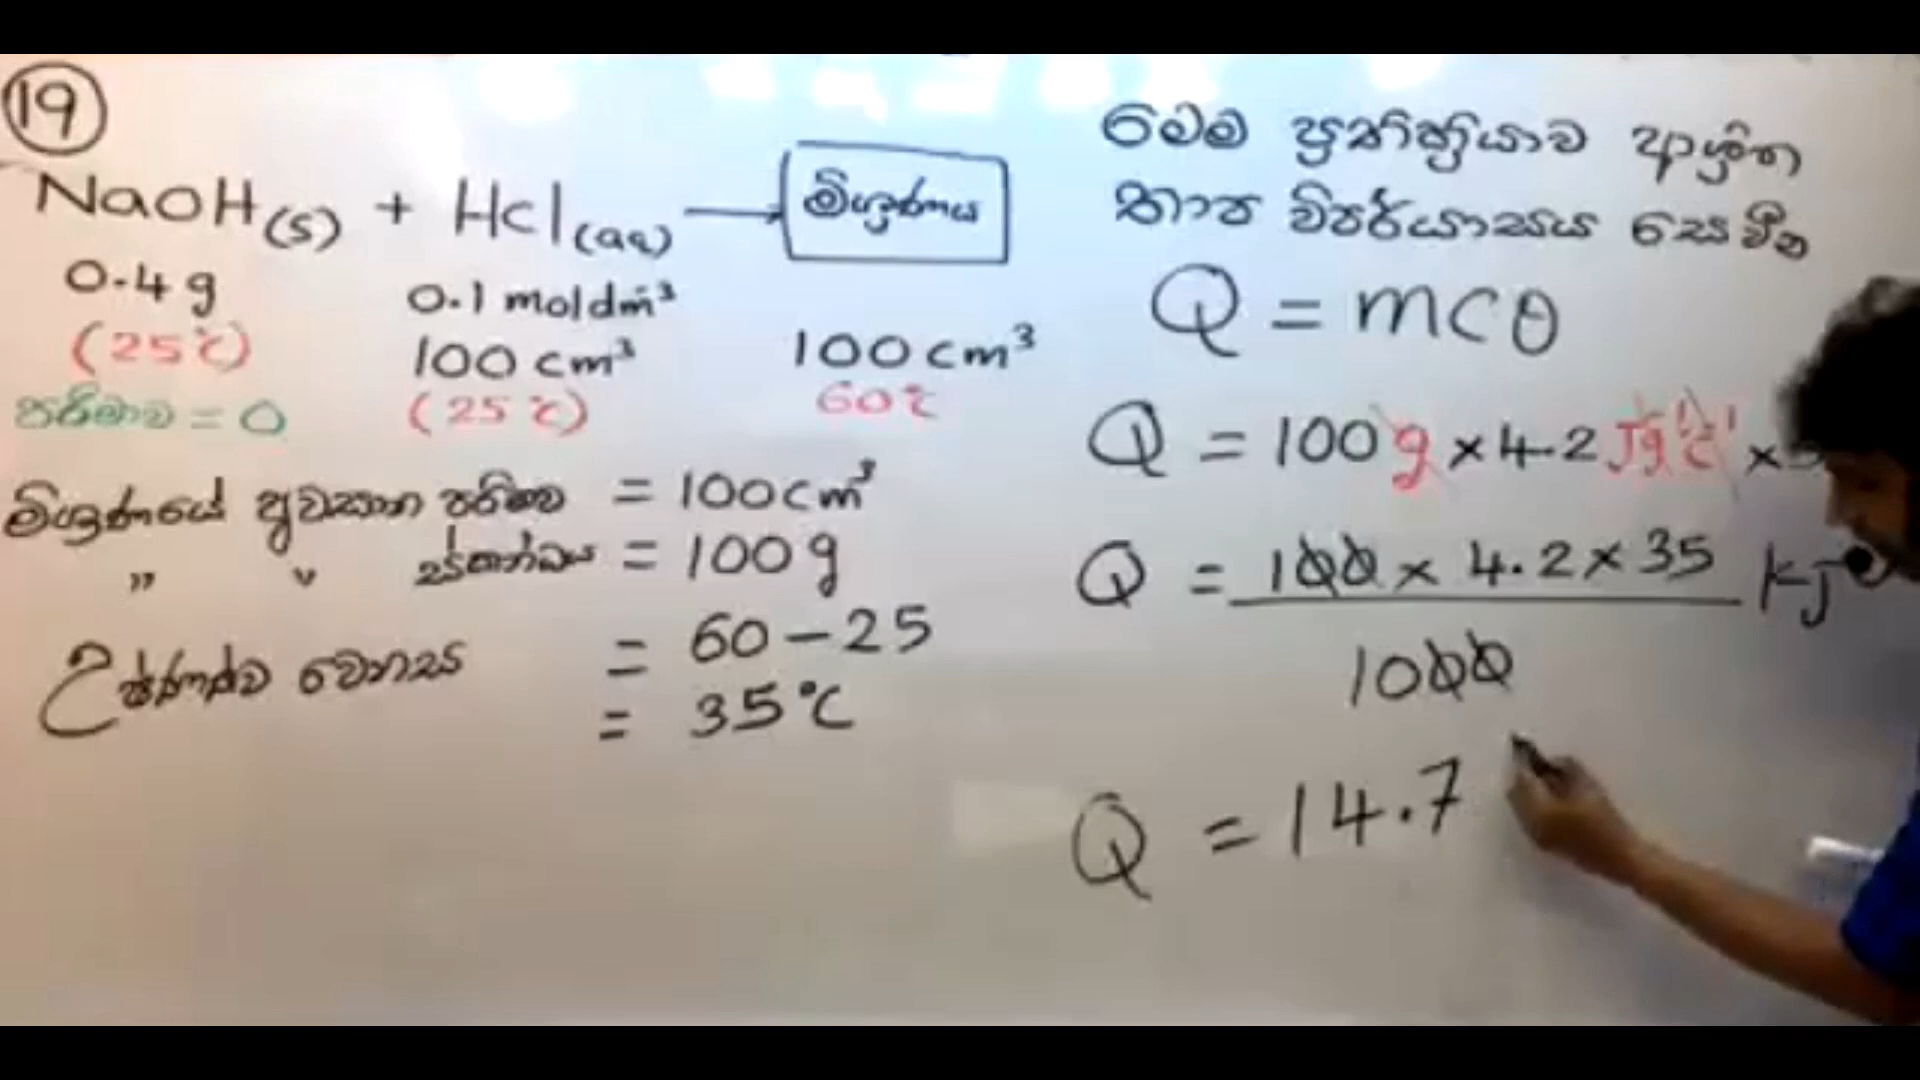 19
NaOH(s) + Hcl(aq) → මිශ්‍රණය
0.4 g 0.1 moldm⁻³
100 cm³ 100 cm³
(25℃) (25℃) 60℃
පරිමාව = 0
මිශ්‍රණයේ අවසාන පරිමාව = 100cm³
” ” ස්කන්ධය = 100 g
උෂ්ණත්ව වෙනස = 60 – 25
= 35℃
මෙම ප්‍රතික්‍රියාව ආශ්‍රිත
තාප විපර්යාසය සෙවීන
Q = mcθ
Q = 100 g × 4.2 Jg⁻¹℃⁻¹ ×
Q = 100 × 4.2 × 35 kJ
1000
Q = 14.7